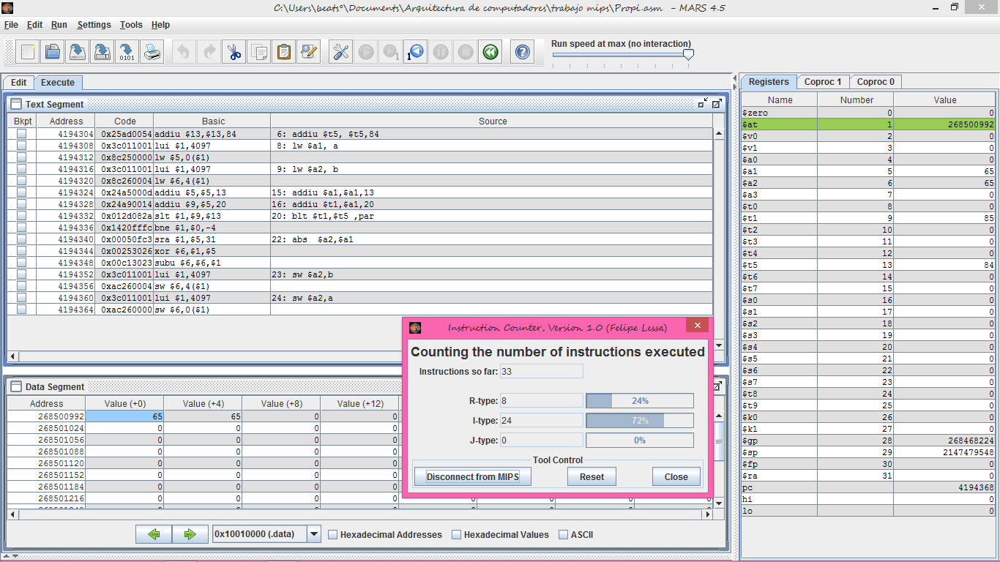 C:\Users\beats°\Documents\Arquitectura de computadores\trabajo mips\Propi.asm - MARS 4.5
File Edit Run Settings Tools Help
Run speed at max (no interaction)
Edit Execute
Text Segment
Bkpt Address Code Basic Source
4194304 0x25ad0054 addiu $13,$13,84 6: addiu $t5, $t5,84
4194308 0x3c011001 lui $1,4097 8: lw $a1, a
4194312 0x8c250000 lw $5,0($1)
4194316 0x3c011001 lui $1,4097 9: lw $a2, b
4194320 0x8c260004 lw $6,4($1)
4194324 0x24a5000d addiu $5,$5,13 15: addiu $a1,$a1,13
4194328 0x24a90014 addiu $9,$5,20 16: addiu $t1,$a1,20
4194332 0x012d082a slt $1,$9,$13 20: blt $t1,$t5 ,par
4194336 0x1420fffc bne $1,$0,-4
4194340 0x00050fc3 sra $1,$5,31 22: abs $a2,$a1
4194344 0x00253026 xor $6,$1,$5
4194348 0x00c13023 subu $6,$6,$1
4194352 0x3c011001 lui $1,4097 23: sw $a2,b
4194356 0xac260004 sw $6,4($1)
4194360 0x3c011001 lui $1,4097 24: sw $a2,a
4194364 0xac260000 sw $6,0($1)
Data Segment
Address Value (+0) Value (+4) Value (+8) Value (+12)
268500992 65 65 0 0
268501024 0 0 0 0
268501056 0 0 0 0
268501088 0 0 0 0
268501120 0 0 0 0
268501152 0 0 0 0
268501184 0 0 0 0
268501216 0 0 0 0 0 0 0 0
0x10010000 (.data) Hexadecimal Addresses Hexadecimal Values ASCII
Instruction Counter, Version 1.0 (Felipe Lessa)
Counting the number of instructions executed
Instructions so far: 33
R-type: 8 24%
I-type: 24 72%
J-type: 0 0%
Tool Control
Disconnect from MIPS Reset Close
Registers Coproc 1 Coproc 0
Name Number Value
$zero 0 0
$at 1 268500992
$v0 2 0
$v1 3 0
$a0 4 0
$a1 5 65
$a2 6 65
$a3 7 0
$t0 8 0
$t1 9 85
$t2 10 0
$t3 11 0
$t4 12 0
$t5 13 84
$t6 14 0
$t7 15 0
$s0 16 0
$s1 17 0
$s2 18 0
$s3 19 0
$s4 20 0
$s5 21 0
$s6 22 0
$s7 23 0
$t8 24 0
$t9 25 0
$k0 26 0
$k1 27 0
$gp 28 268468224
$sp 29 2147479548
$fp 30 0
$ra 31 0
pc 4194368
hi 0
lo 0